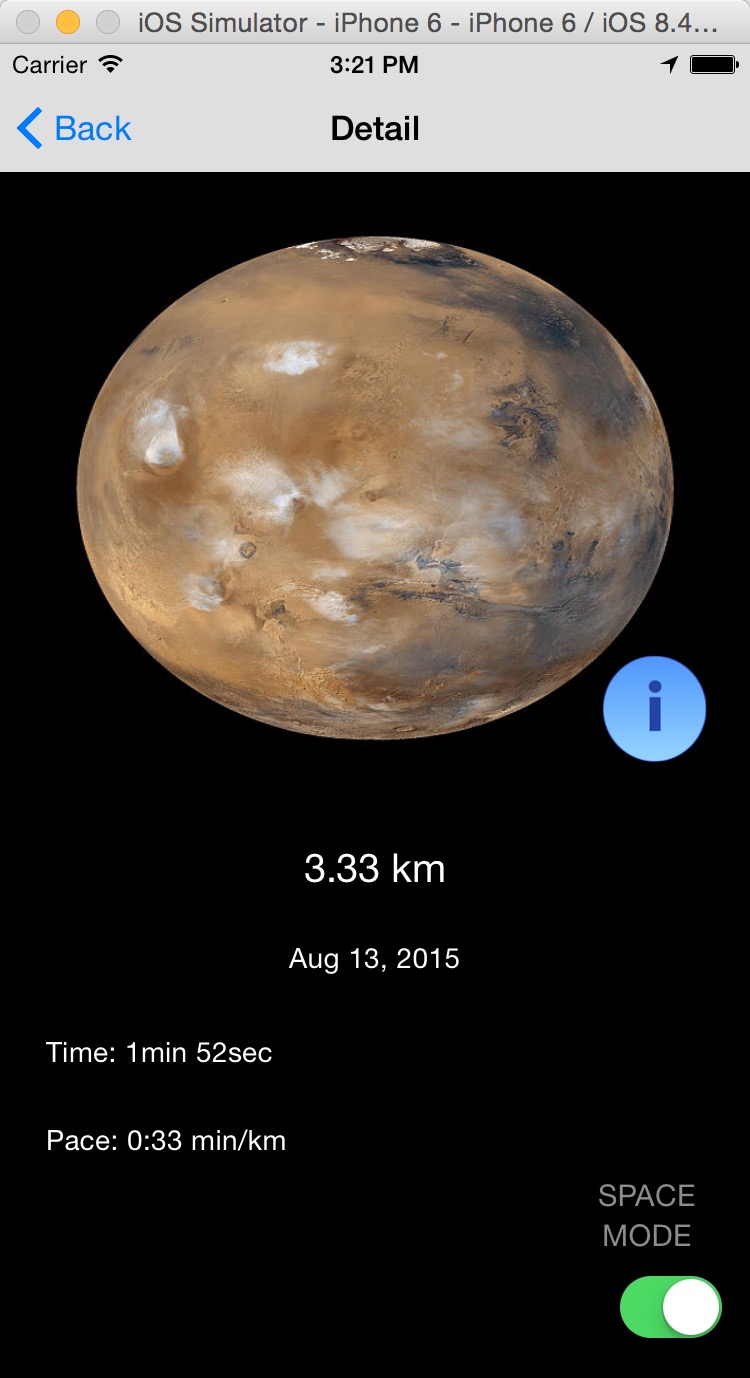 iOS Simulator - iPhone 6 - iPhone 6 / iOS 8.4...
Carrier 3:21 PM
Back Detail
i
3.33 km
Aug 13, 2015
Time: 1min 52sec
Pace: 0:33 min/km
SPACE
MODE